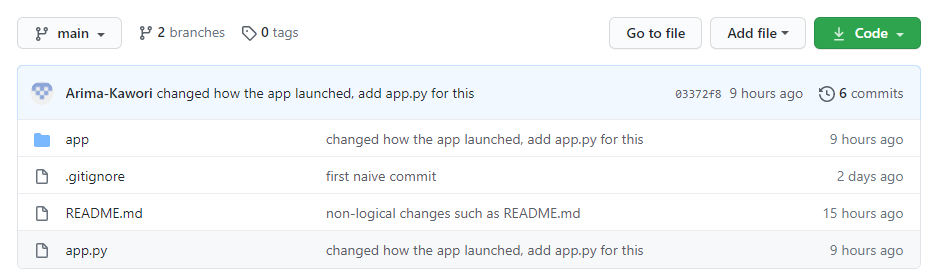 main 2 branches 0 tags Go to file Add file Code
Arima-Kawori changed how the app launched, add app.py for this 03372f8 9 hours ago 6 commits
app changed how the app launched, add app.py for this 9 hours ago
.gitignore first naive commit 2 days ago
README.md non-logical changes such as README.md 15 hours ago
app.py changed how the app launched, add app.py for this 9 hours ago